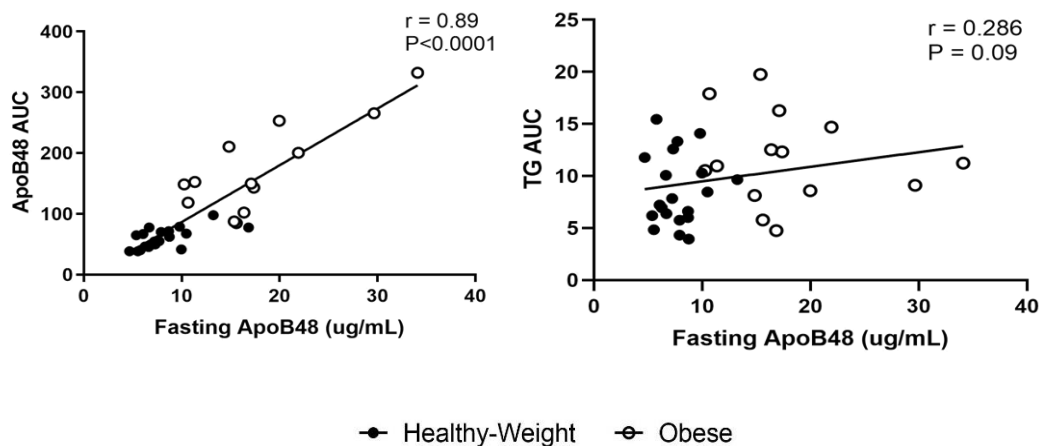 r = 0.89
P<0.0001
400
300
200
100
0
ApoB48 AUC
0 10 20 30 40
Fasting ApoB48 (ug/mL)
r = 0.286
P = 0.09
25
20
15
10
5
0
TG AUC
0 10 20 30 40
Fasting ApoB48 (ug/mL)
Healthy-Weight Obese